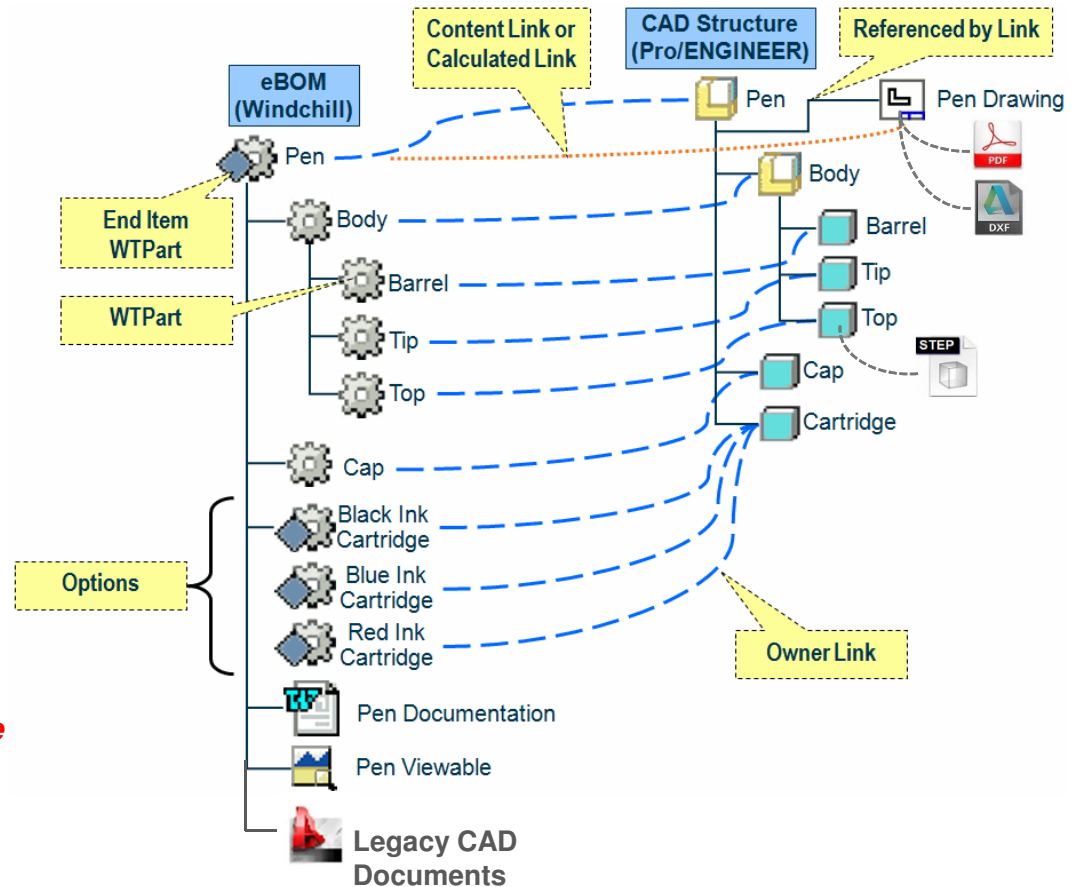 Content Link or
Calculated Link
CAD Structure
(Pro/ENGINEER)
Referenced by Link
eBOM
(Windchill)
Pen
Pen Drawing
PDF
DXF
Pen
End Item
WTPart
Body
Body
Barrel
Barrel
WTPart
Tip
Tip
Top
Top
STEP
Cap
Cartridge
Cap
Options
Black Ink
Cartridge
Blue Ink
Cartridge
Red Ink
Cartridge
Owner Link
Pen Documentation
e
Pen Viewable
Legacy CAD
Documents